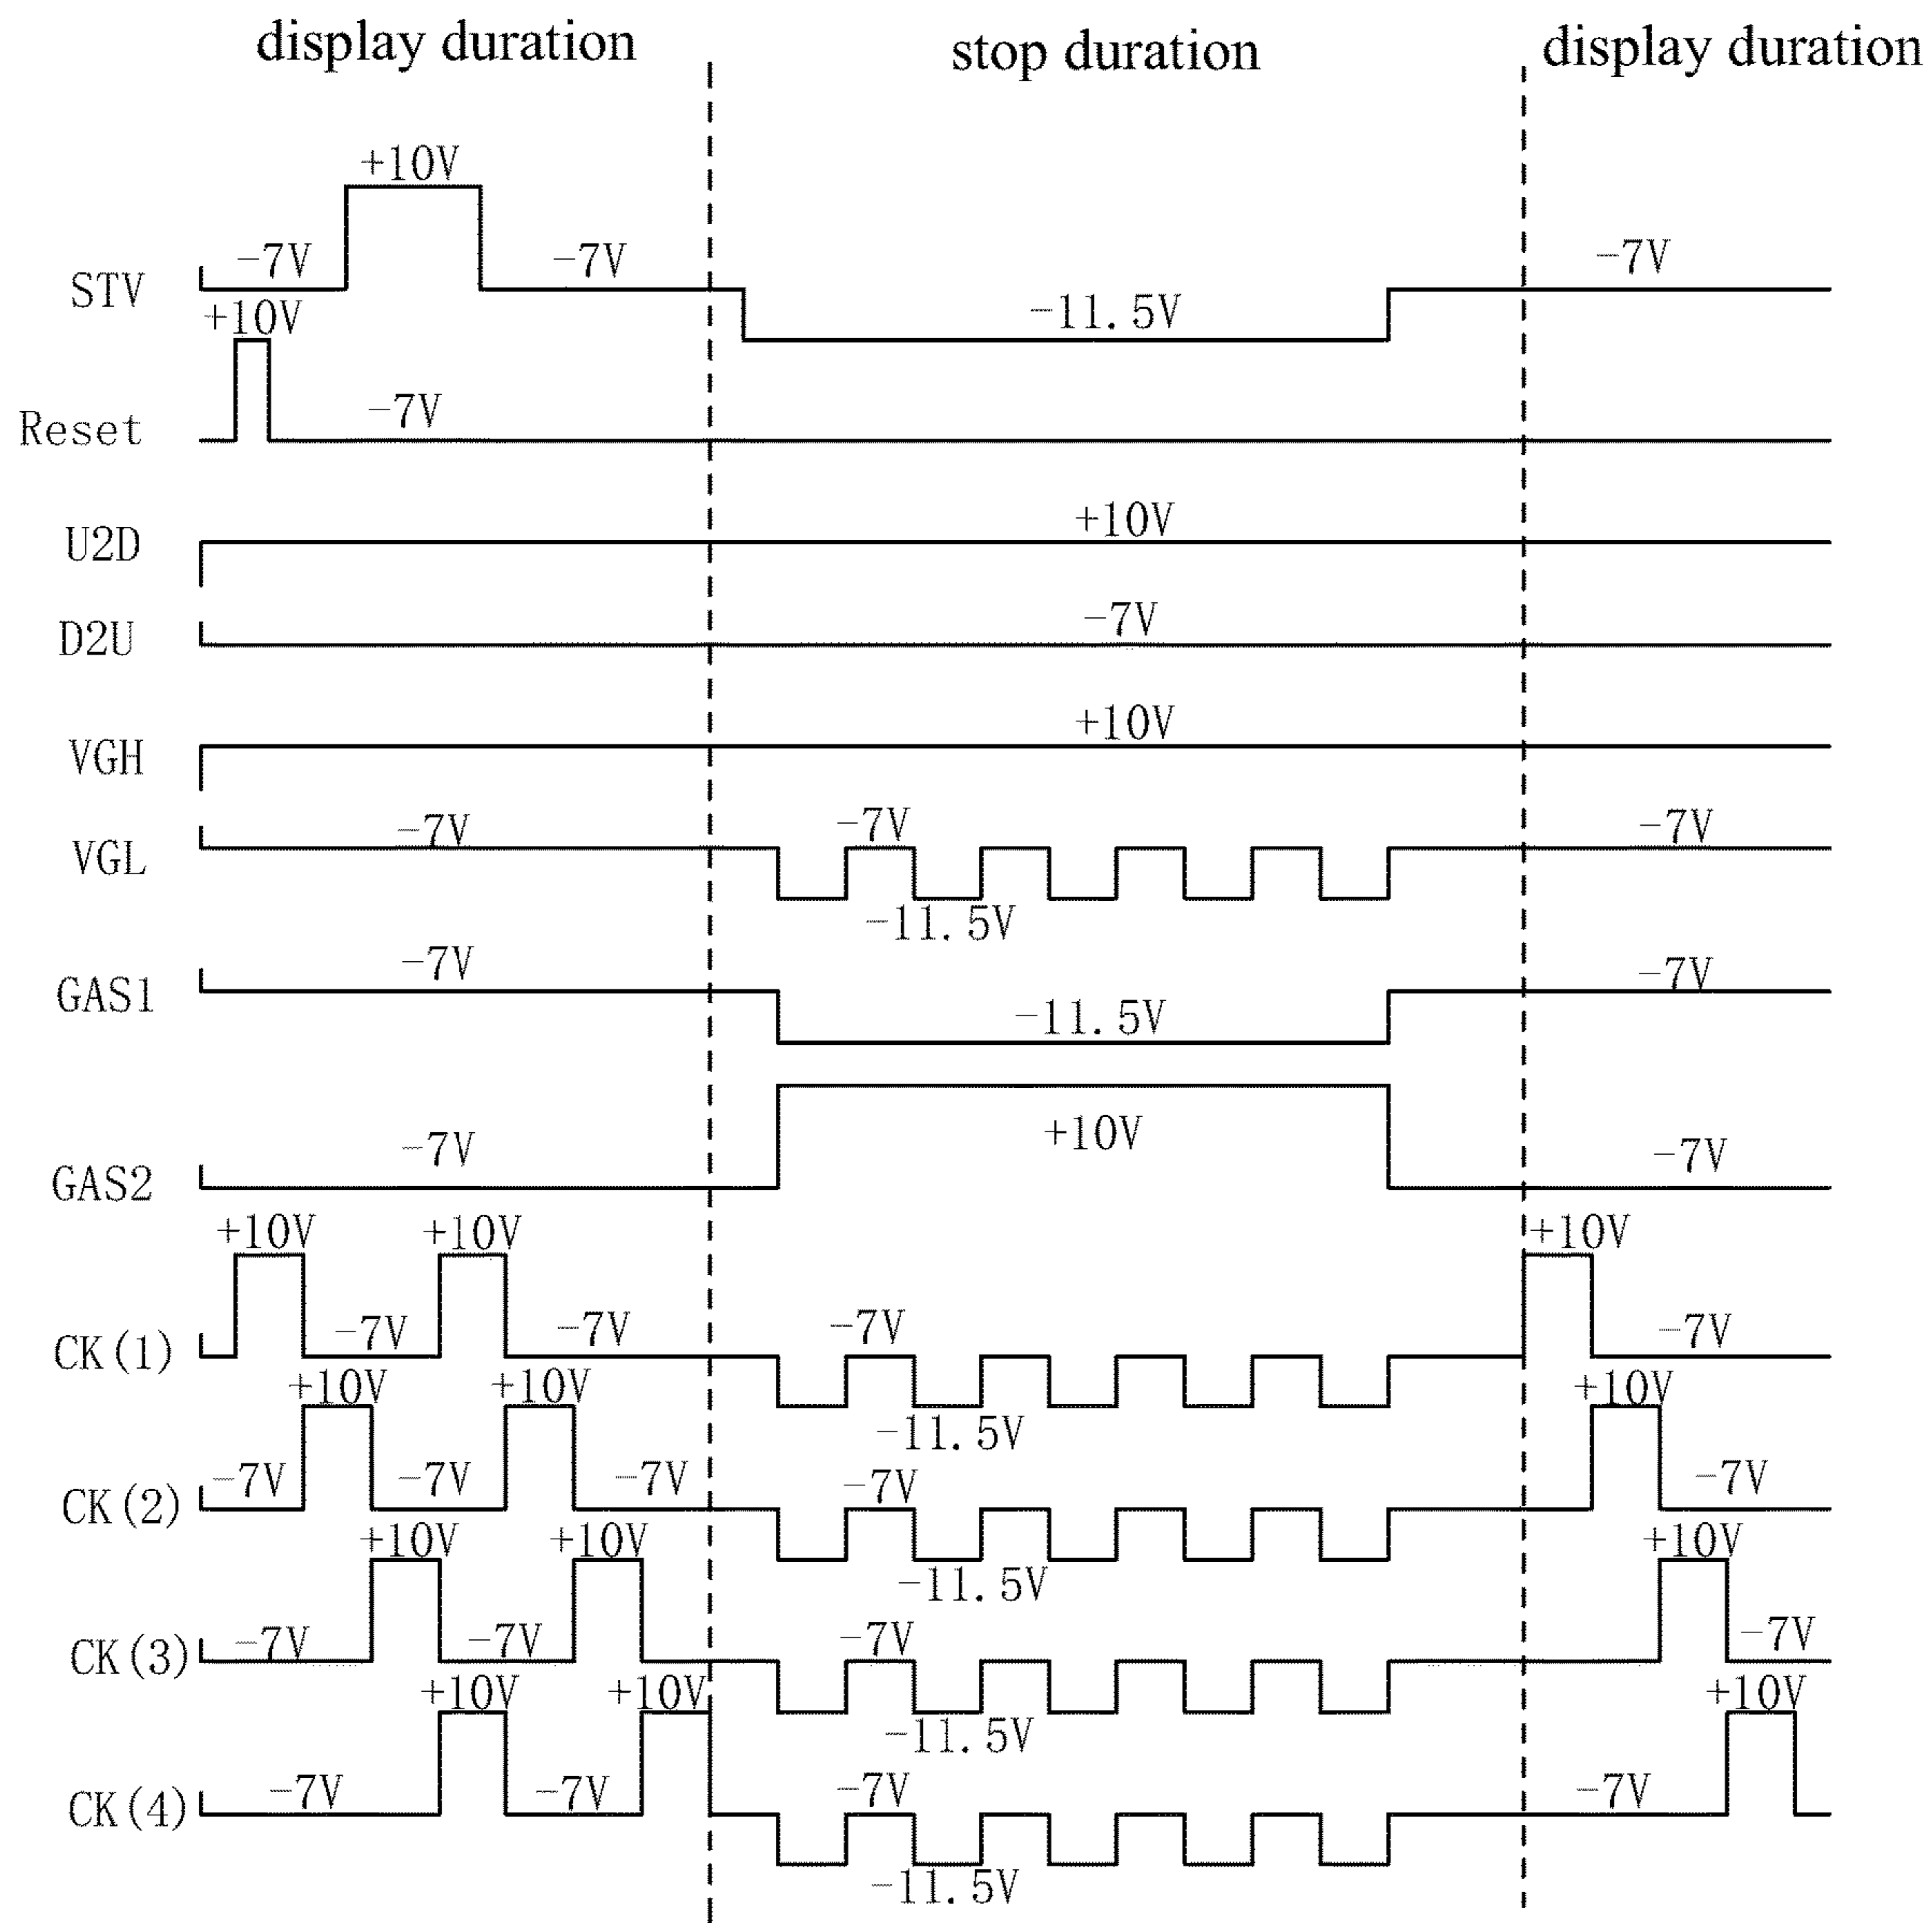 display duration
stop duration
display duration
+10V
-7V
-7V
-7V
STV
-11.5V
+10V
-7V
Reset
+10V
U2D
-7V
D2U
+10V
VGH
-7V
-7V
-7V
VGL
-11.5V
-7V
-7V
GAS1
-11.5V
+10V
-7V
-7V
GAS2
+10V
+10V
+10V
-7V
-7V
-7V
-7V
CK(1)
+10V
+10V
+10V
-11.5V
-7V
-7V
-7V
-7V
-7V
CK(2)
+10V
+10V
+10V
-11.5V
-7V
-7V
-7V
-7V
CK(3)
+10V
+10V
+10V
-11.5V
-7V
-7V
-7V
-7V
CK(4)
-11.5V